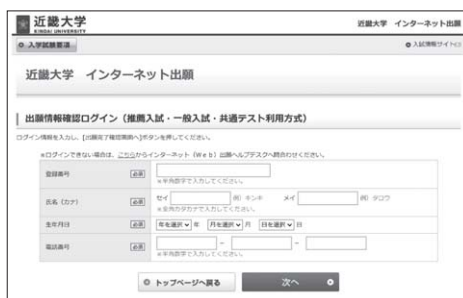 近畿大学
KINDAI UNIVERSITY
近畿大学 インターネット出願
入学試験要項
入試情報サイト
近畿大学 インターネット出願
出願情報確認ログイン（推薦入試・一般入試・共通テスト利用方式）
ログイン情報を入力し、[出願完了確認画面へ]ボタンを押してください。
※ログインできない場合は、こちらからインターネット（Web）出願ヘルプデスクへ問合わせください。
登録番号 必須
※半角数字で入力してください。
氏名（カナ） 必須 セイ 例）キンキ メイ 例）タロウ
※全角カタカナで入力してください。
生年月日 必須 年を選択 年 月を選択 月 日を選択 日
電話番号 必須 － －
※半角数字で入力してください。
トップページへ戻る 次へ